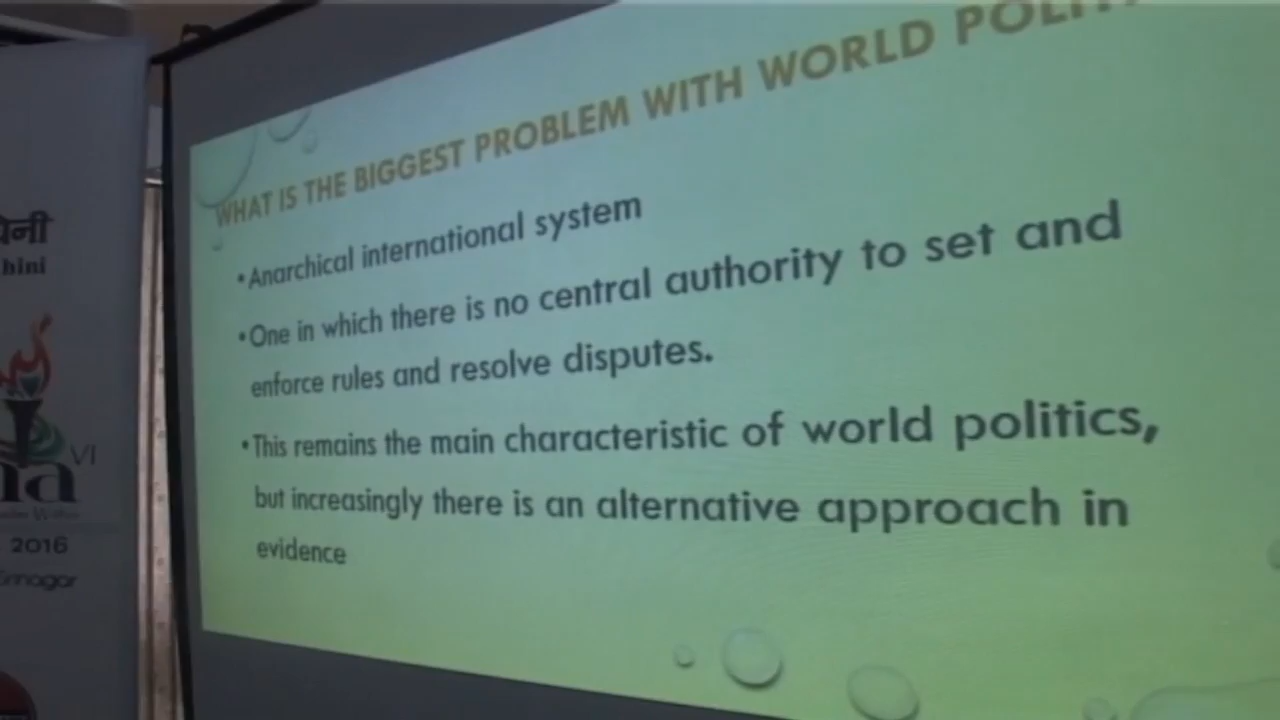 WHAT IS THE BIGGEST PROBLEM WITH WORLD
• Anarchical international system
• One in which there is no central authority to set and
enforce rules and resolve disputes.
• This remains the main characteristic of world politics,
but increasingly there is an alternative approach in
evidence
hini
VI
2016